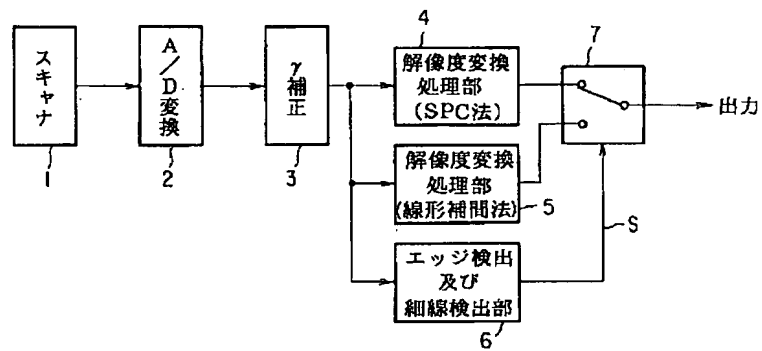 スキャナ
1
A/D変換
2
γ補正
3
4
解像度変換
処理部
(SPC法)
解像度変換
処理部
(線形補間法)
5
エッジ検出
及び
細線検出部
6
7
出力
S